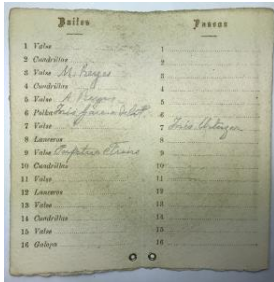 Bailes
1 Valse
2 Cuadrillas
3 Valse M. Reyes
4 Cuadrillas
5 Valse A. Reyes
6 Polka
7 Valse
8 Lanceros
9 Valse
10 Cuadrillas
11 Valse
12 Lanceros
13 Valse
14 Cuadrillas
15 Valse
16 Galopa
1
2
3
4
5
6
7 Inés
8
9
10
11
12
13
14
15
16